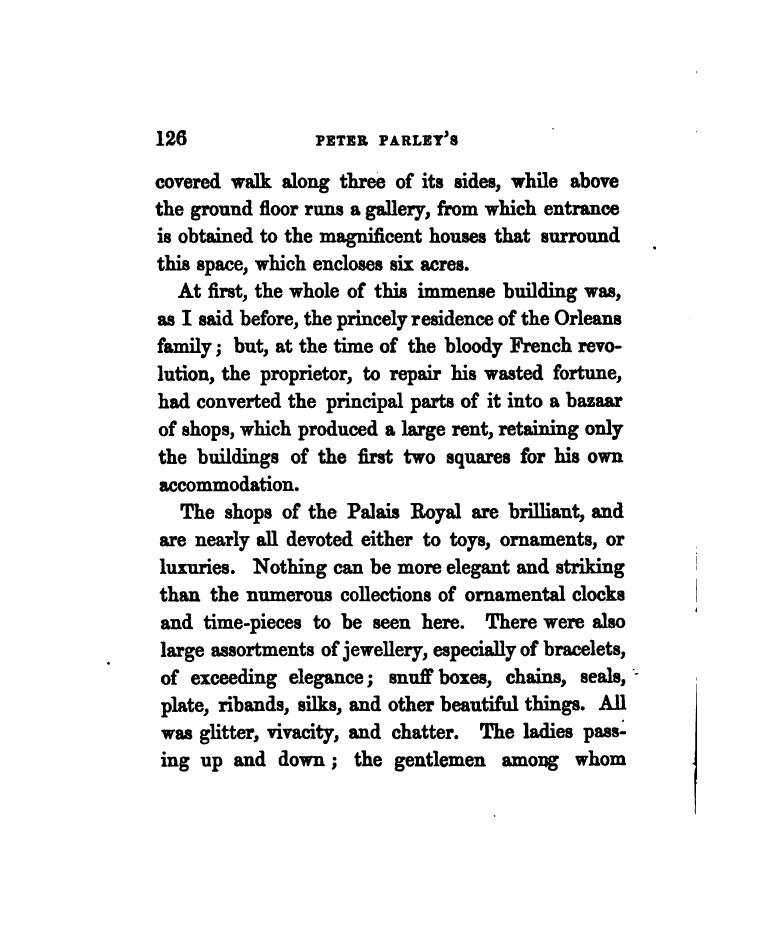 126 PETER PARLEY'S
covered walk along three of its sides, while above
the ground floor runs a gallery, from which entrance
is obtained to the magnificent houses that surround
this space, which encloses six acres.
At first, the whole of this immense building was,
as I said before, the princely residence of the Orleans
family; but, at the time of the bloody French revo-
lution, the proprietor, to repair his wasted fortune,
had converted the principal parts of it into a bazaar
of shops, which produced a large rent, retaining only
the buildings of the first two squares for his own
accommodation.
The shops of the Palais Royal are brilliant, and
are nearly all devoted either to toys, ornaments, or
luxuries. Nothing can be more elegant and striking
than the numerous collections of ornamental clocks
and time-pieces to be seen here. There were also
large assortments of jewellery, especially of bracelets,
of exceeding elegance; snuff boxes, chains, seals,
plate, ribands, silks, and other beautiful things. All
was glitter, vivacity, and chatter. The ladies pass-
ing up and down; the gentlemen among whom